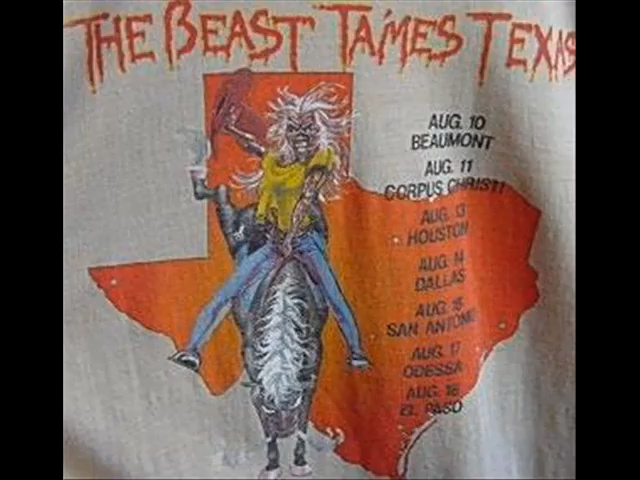 THE BEAST TAMES TEXAS
AUG. 10
BEAUMONT
AUG. 11
CORPUS CHRISTI
AUG. 13
HOUSTON
AUG. 14
DALLAS
AUG.
SAN ANTONIO
AUG. 17
ODESSA
AUG. 18
EL PASO